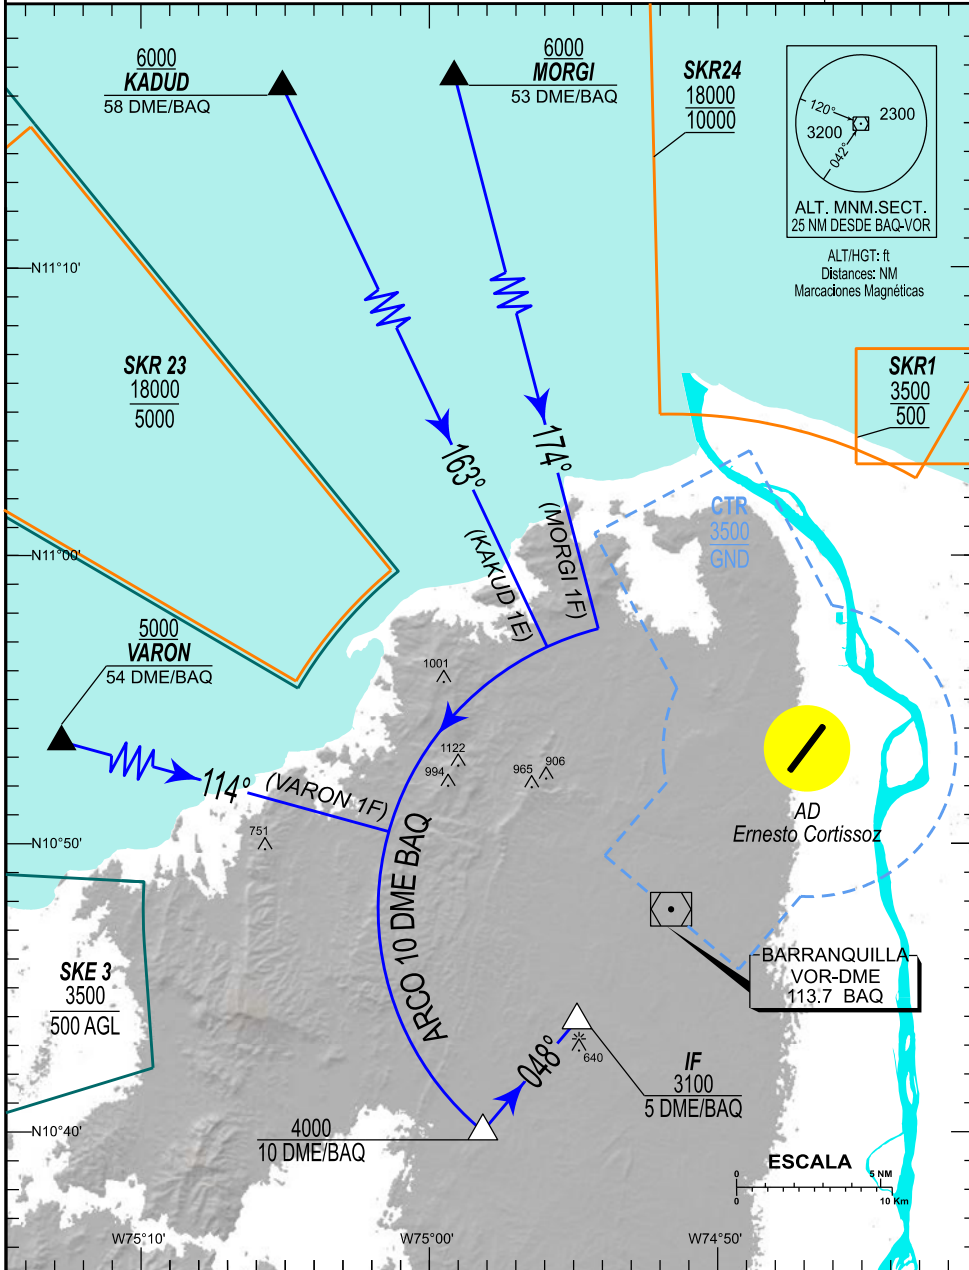 6000
KADUD
58 DME/BAQ
6000
MORGI
53 DME/BAQ
SKR24
18000
10000
120°
2300
3200
042°
ALT. MNM.SECT.
25 NM DESDE BAQ-VOR
ALT/HGT: ft
Distances: NM
Marcaciones Magnéticas
N11°10'
SKR 23
18000
5000
SKR1
3500
500
163°
174°
(KAKUD 1E)
(MORGI 1F)
CTR
3500
GND
N11°00'
5000
VARON
54 DME/BAQ
1001
1122
994
965
906
114°
(VARON 1F)
751
AD
Ernesto Cortissoz
N10°50'
ARCO 10 DME BAQ
BARRANQUILLA
VOR-DME
113.7 BAQ
SKE 3
3500
500 AGL
048°
640
IF
3100
5 DME/BAQ
N10°40'
4000
10 DME/BAQ
ESCALA
0
5 NM
0
10 Km
W75°10'
W75°00'
W74°50'